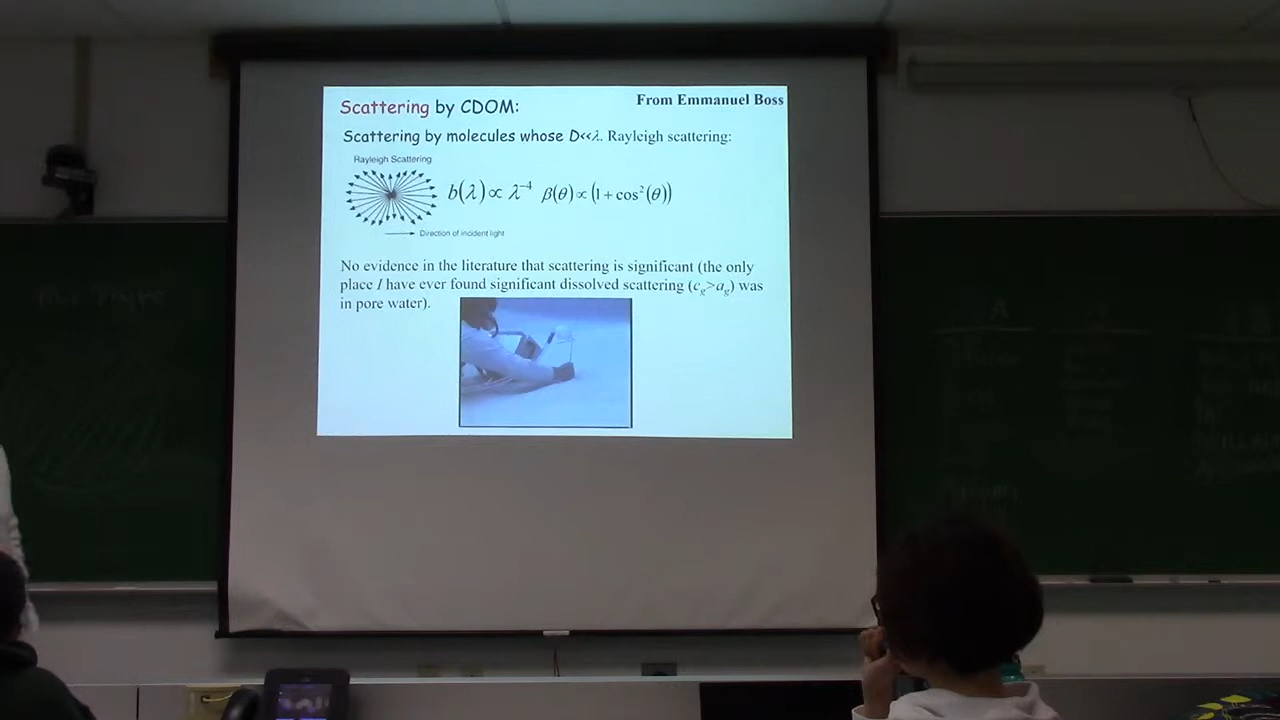 Scattering by CDOM:
From Emmanuel Boss
Scattering by molecules whose D<<λ. Rayleigh scattering:
Rayleigh Scattering
b(λ)∝λ⁻⁴ β(θ)∝(1+cos²(θ))
Direction of incident light
No evidence in the literature that scattering is significant (the only
place I have ever found significant dissolved scattering (c_g>a_g) was
in pore water).